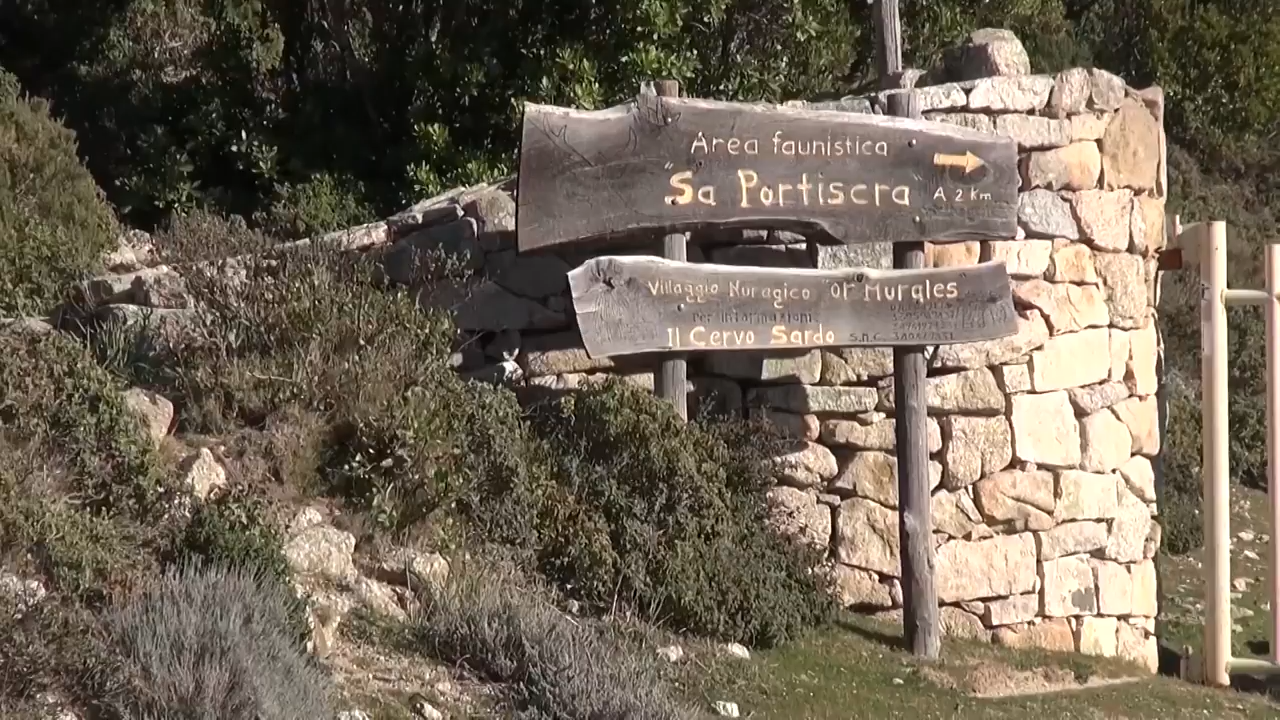 Area faunistica
"Sa Portiscra
A 2 km
Villaggio Nuragico "Or Murales
per informazioni
Il Cervo Sardo
S.n.c.